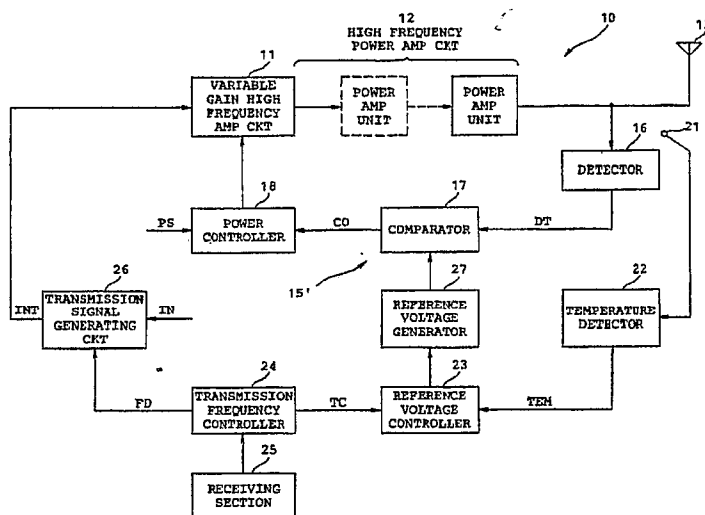 12
HIGH FREQUENCY
POWER AMP CKT
10
11
VARIABLE
GAIN HIGH
FREQUENCY
AMP CKT
POWER
AMP
UNIT
POWER
AMP
UNIT
16
21
DETECTOR
18
17
PS
POWER
CONTROLLER
CO
COMPARATOR
DT
26
15'
27
22
INT
TRANSMISSION
SIGNAL
GENERATING
CKT
IN
REFERENCE
VOLTAGE
GENERATOR
TEMPERATURE
DETECTOR
24
23
FD
TRANSMISSION
FREQUENCY
CONTROLLER
TC
REFERENCE
VOLTAGE
CONTROLLER
TEM
25
RECEIVING
SECTION